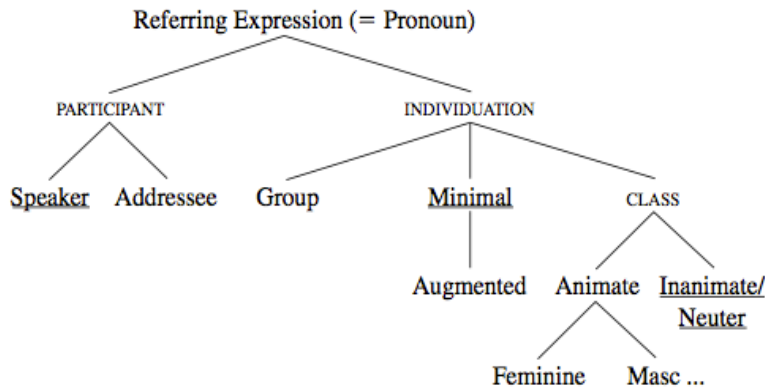 Referring Expression (= Pronoun)
PARTICIPANT INDIVIDUATION
Speaker Addressee Group Minimal CLASS
Augmented Animate Inanimate/
Neuter
Feminine Masc ...